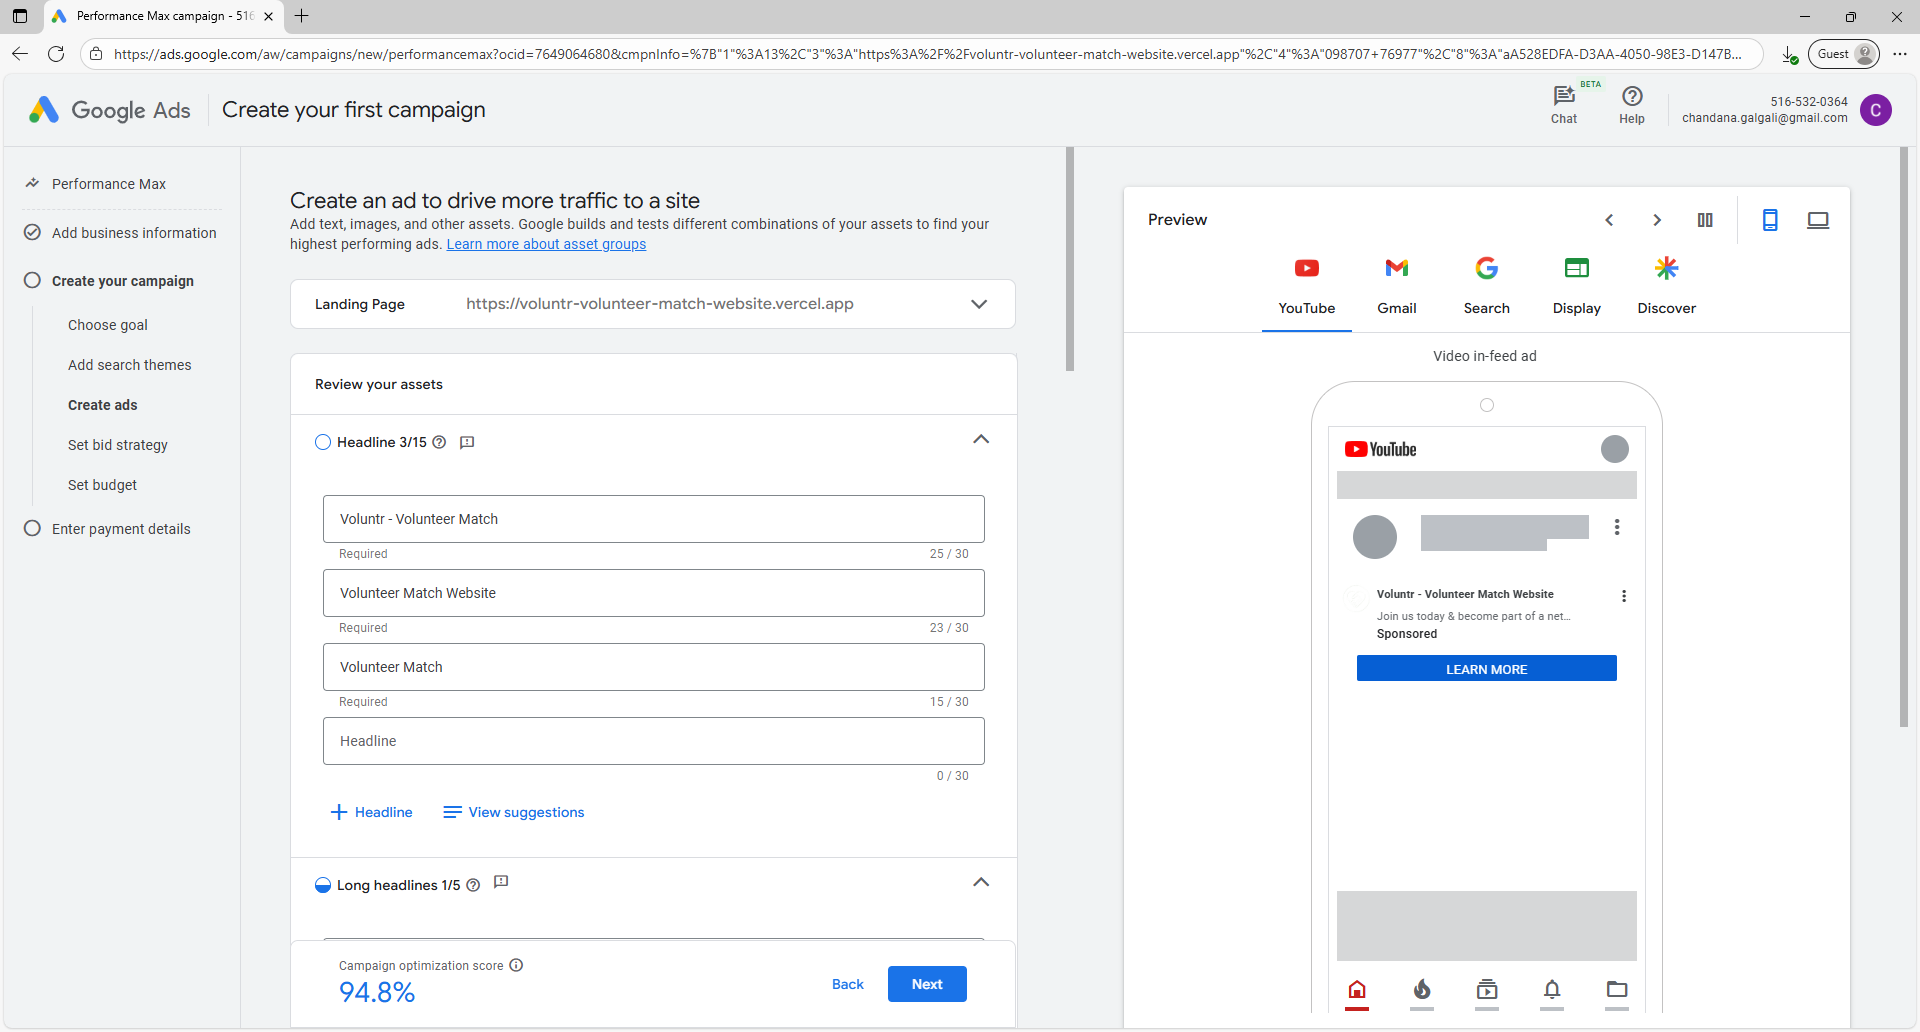 Performance Max campaign - 516
https://ads.google.com/aw/campaigns/new/performancemax?ocid=7649064680&cmpnInfo=%7B"1"%3A13%2C"3"%3A"https%3A%2F%2Fvoluntr-volunteer-match-website.vercel.app"%2C"4"%3A"098707+76977"%2C"8"%3A"aA528EDFA-D3AA-4050-98E3-D147B...
Guest
Google Ads
Create your first campaign
BETA
Chat
Help
516-532-0364
chandana.galgali@gmail.com
C
Performance Max
Add business information
Create your campaign
Choose goal
Add search themes
Create ads
Set bid strategy
Set budget
Enter payment details
Create an ad to drive more traffic to a site
Add text, images, and other assets. Google builds and tests different combinations of your assets to find your
highest performing ads. Learn more about asset groups
Landing Page https://voluntr-volunteer-match-website.vercel.app
Review your assets
Headline 3/15
Voluntr - Volunteer Match
Required 25 / 30
Volunteer Match Website
Required 23 / 30
Volunteer Match
Required 15 / 30
Headline
0 / 30
Headline View suggestions
Long headlines 1/5
Campaign optimization score
94.8%
Back Next
Preview
YouTube Gmail Search Display Discover
Video in-feed ad
YouTube
Voluntr - Volunteer Match Website
Join us today & become part of a net...
Sponsored
LEARN MORE